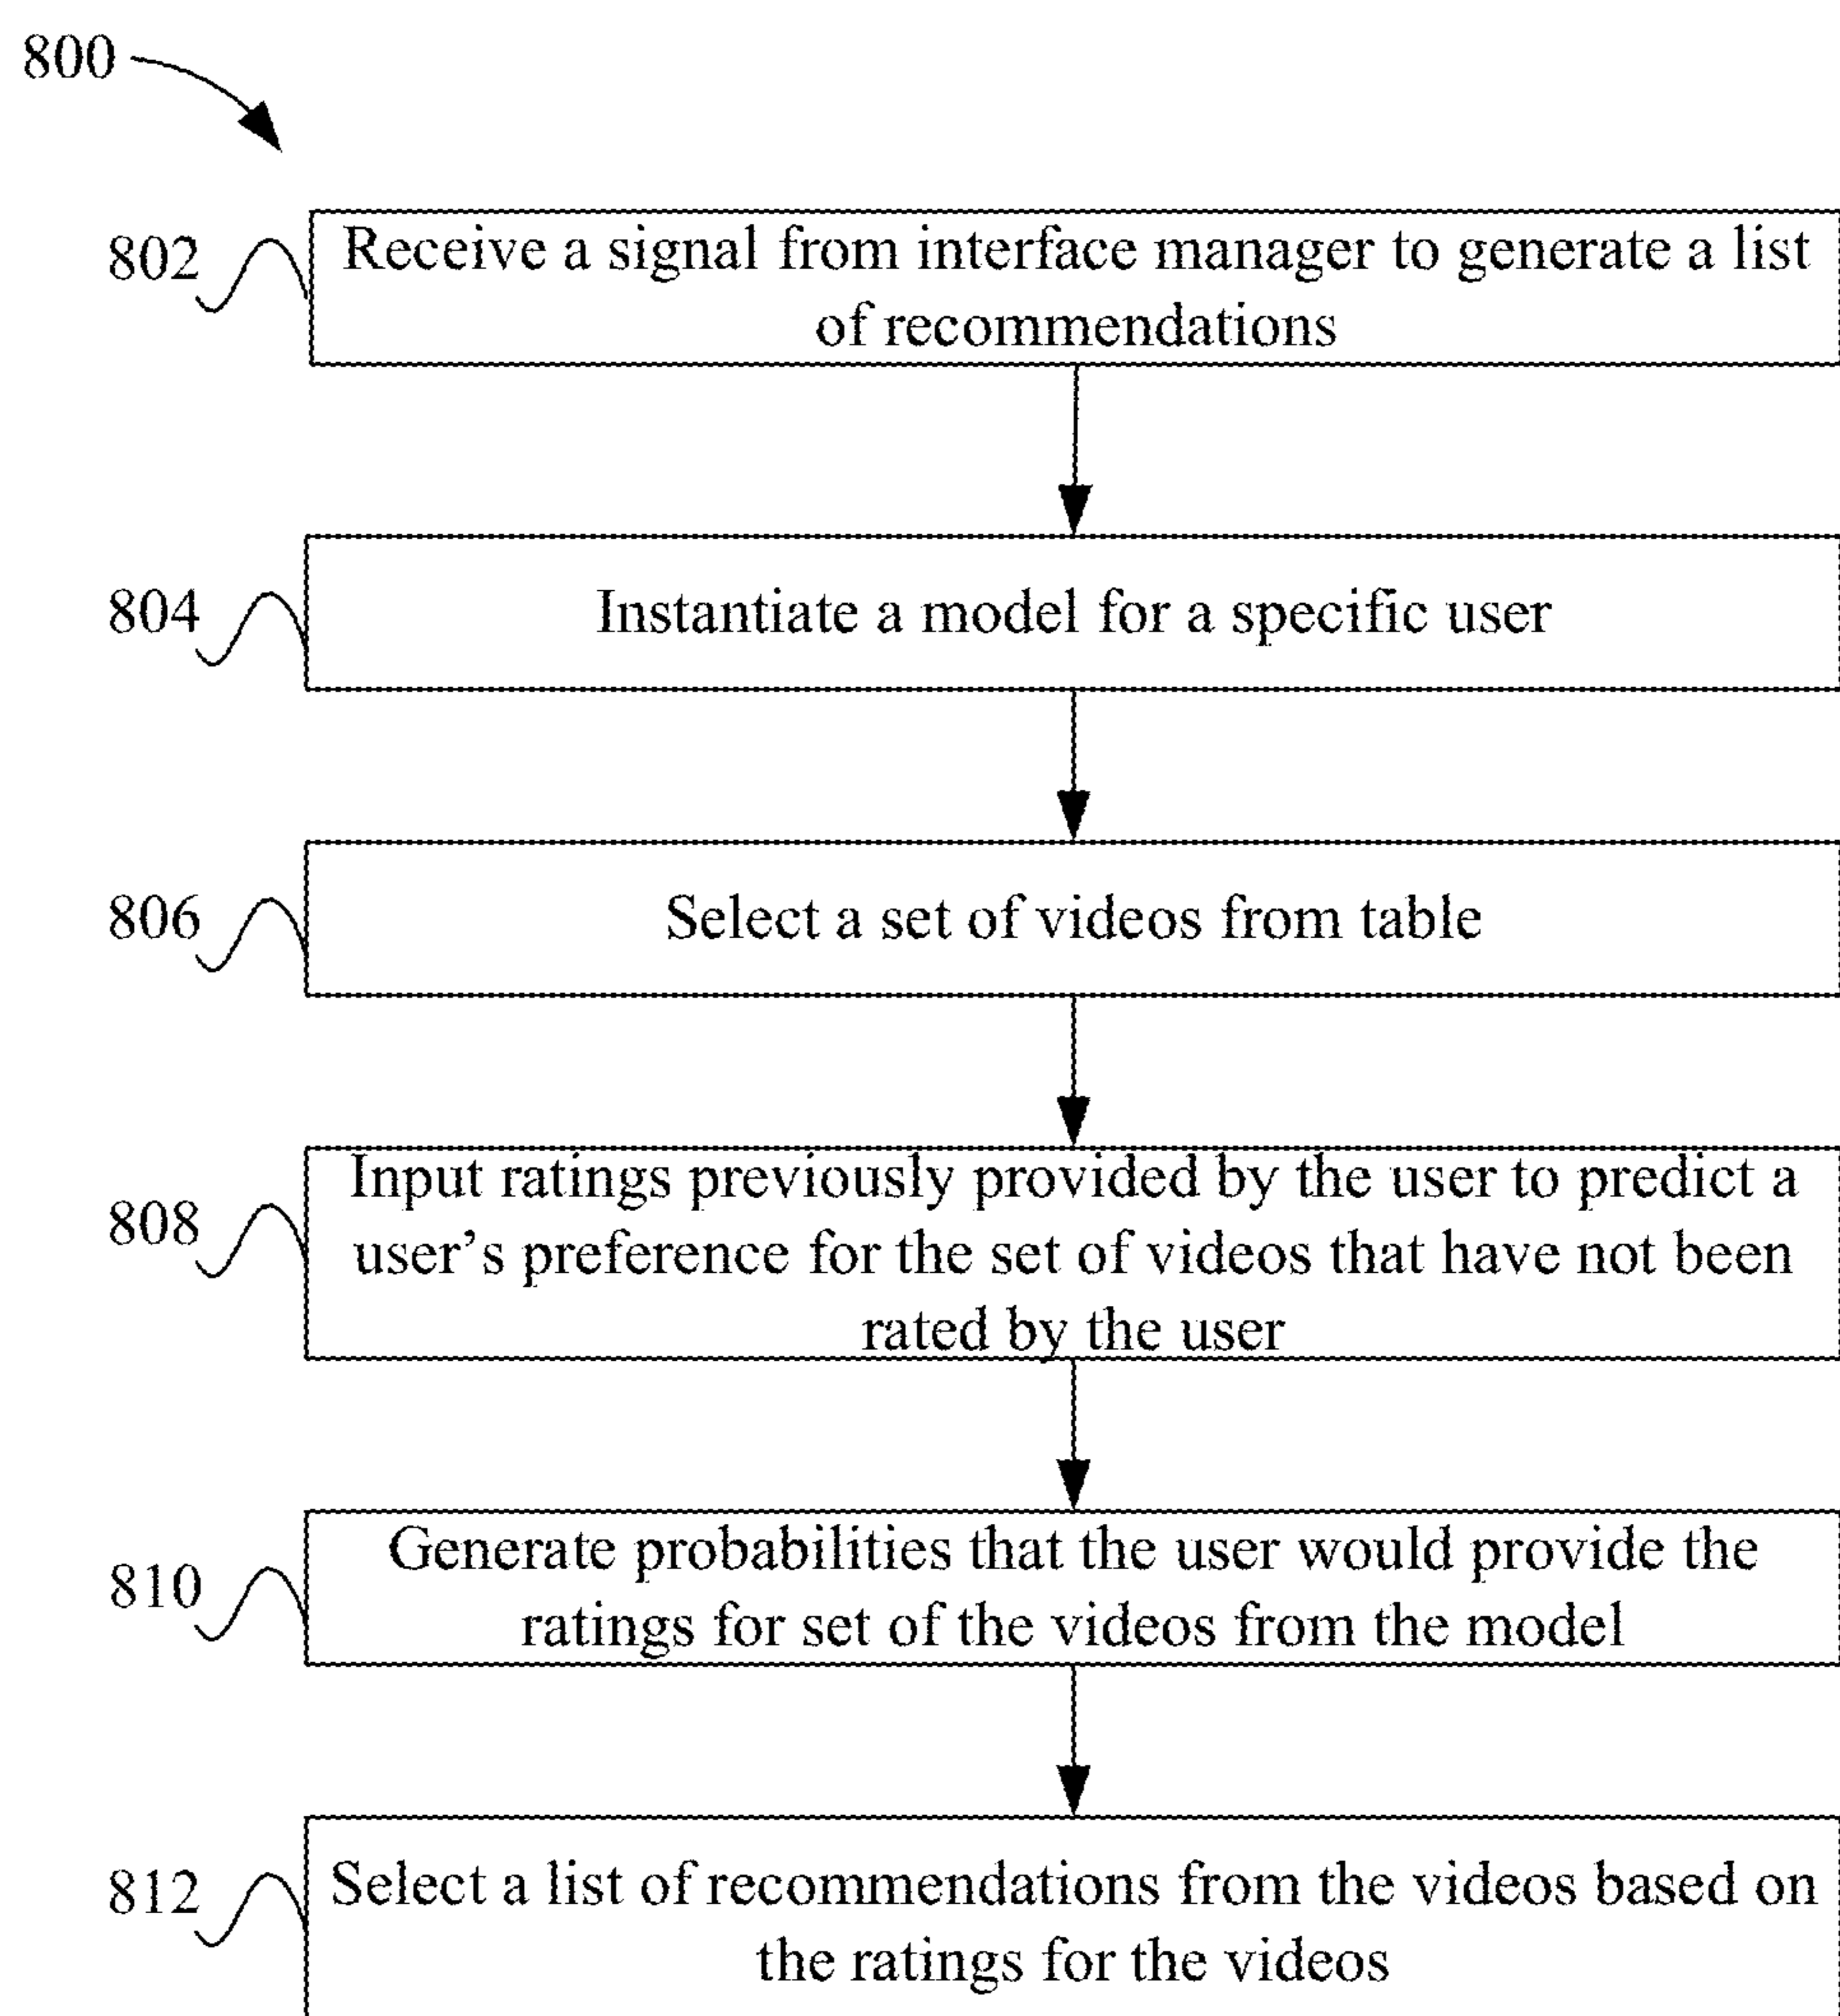 800
802
Receive a signal from interface manager to generate a list
of recommendations
804
Instantiate a model for a specific user
806
Select a set of videos from table
808
Input ratings previously provided by the user to predict a
user’s preference for the set of videos that have not been
rated by the user
810
Generate probabilities that the user would provide the
ratings for set of the videos from the model
812
Select a list of recommendations from the videos based on
the ratings for the videos